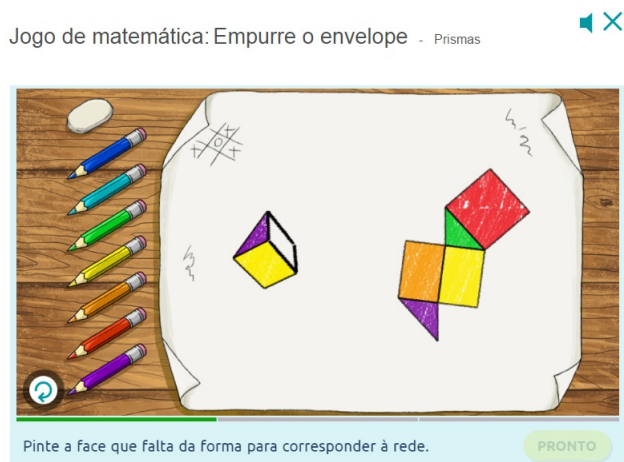 Jogo de matemática: Empurre o envelope - Prismas
Pinte a face que falta da forma para corresponder à rede.
PRONTO